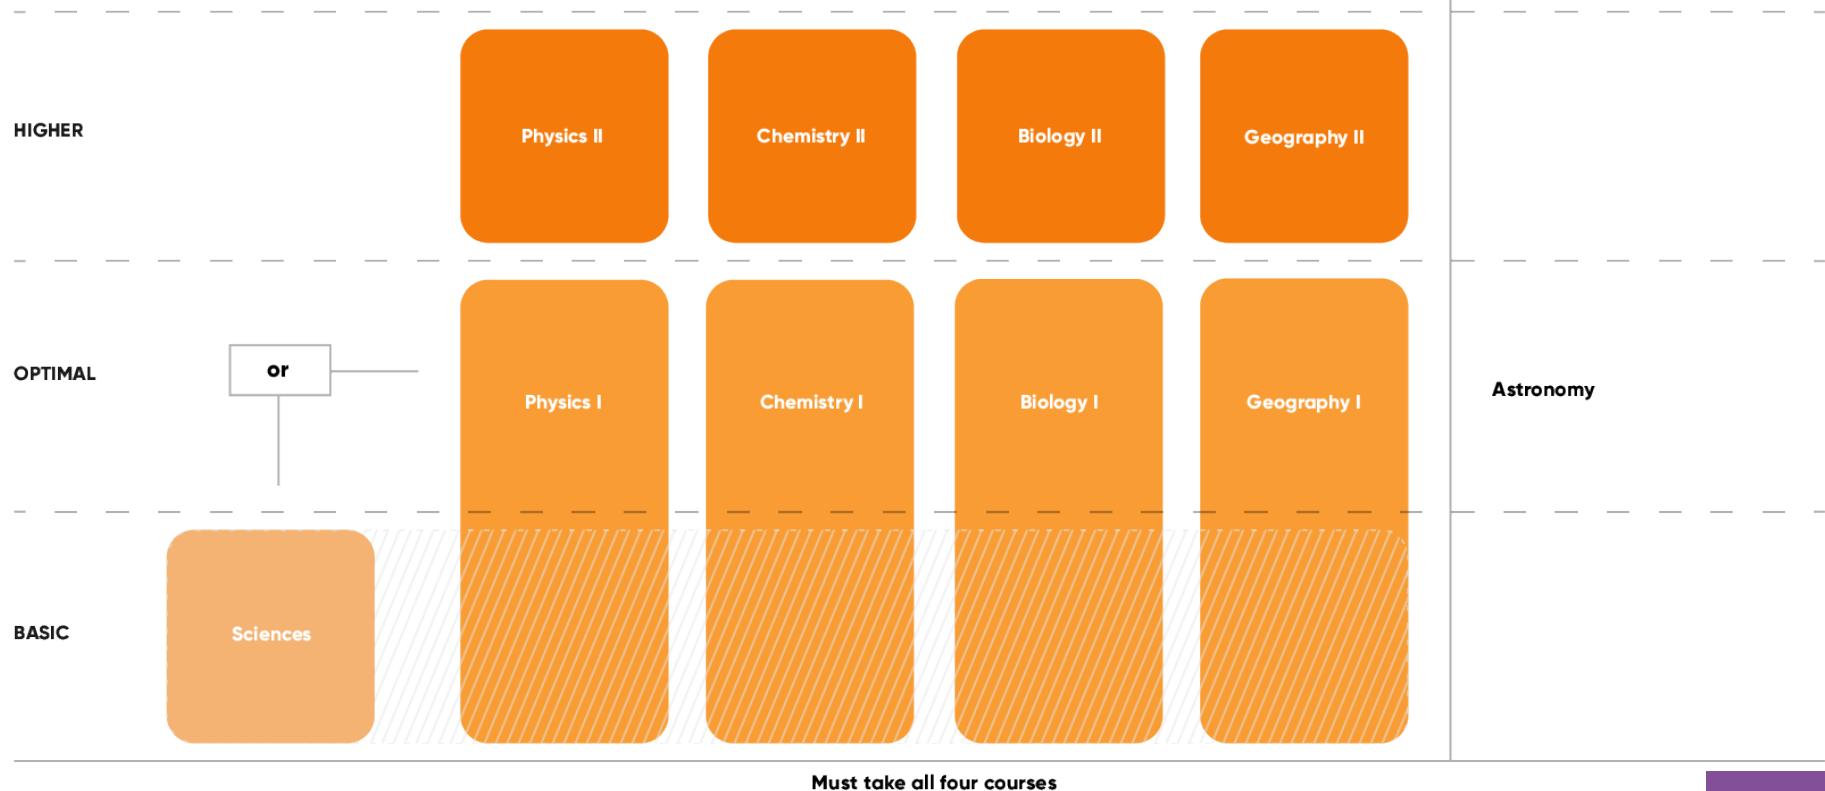 HIGHER
Physics II
Chemistry II
Biology II
Geography II
OPTIMAL
or
Physics I
Chemistry I
Biology I
Geography I
Astronomy
BASIC
Sciences
Must take all four courses